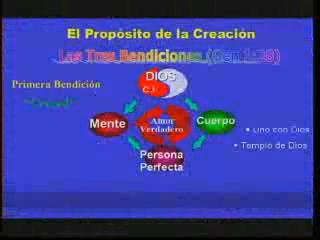 El Propósito de la Creación
Las Tres Bendiciones (Gen 1:28)
DIOS
Primera Bendición
Mente
Amor
Verdadero
Cuerpo
Uno con Dios
Templo de Dios
Persona
Perfecta